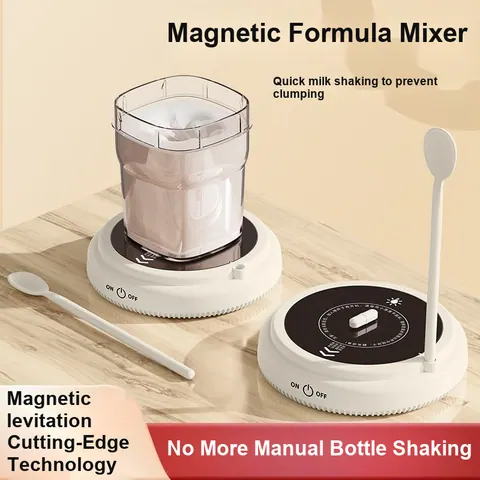 Magnetic Formula Mixer
Quick milk shaking to prevent
clumping
ON OFF
ON OFF
Magnetic
levitation
Cutting-Edge
Technology
No More Manual Bottle Shaking